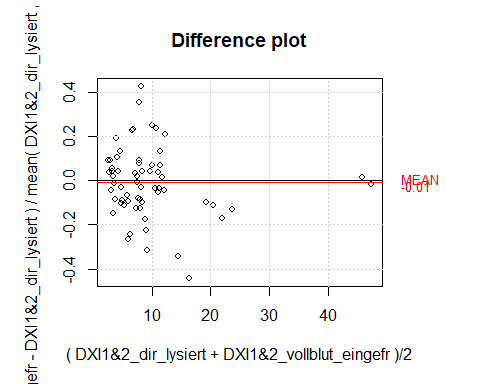 Difference plot
jefr - DXI1&2_dir_lysiert ) / mean( DXI1&2_dir_lysiert ,
0.4
0.2
0.0
-0.2
-0.4
MEAN
-0.01
10
20
30
40
( DXI1&2_dir_lysiert + DXI1&2_vollblut_eingefr )/2